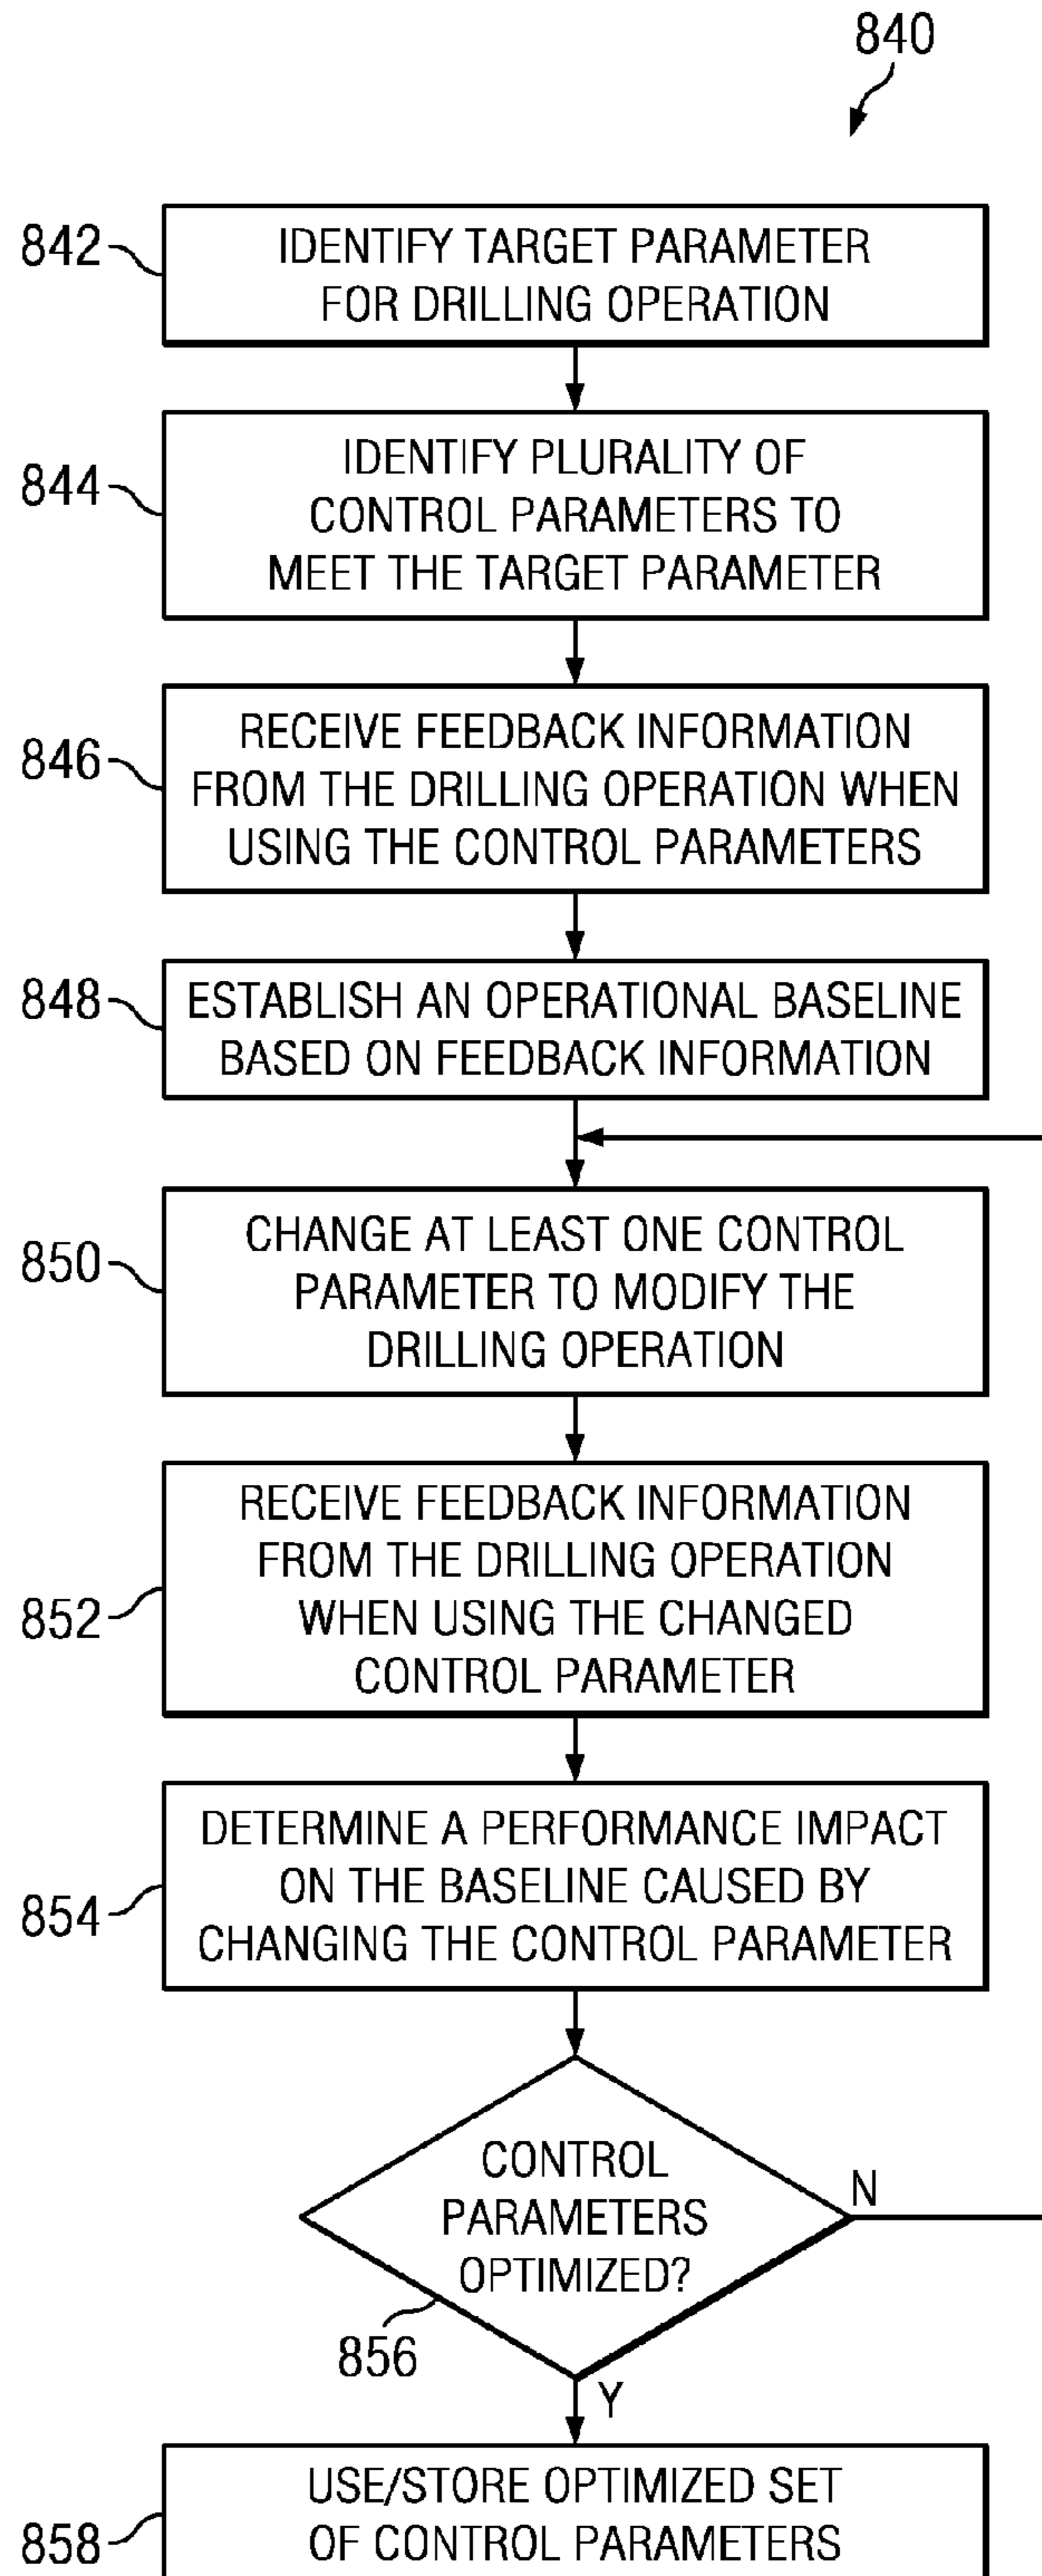 840
842
IDENTIFY TARGET PARAMETER
FOR DRILLING OPERATION
844
IDENTIFY PLURALITY OF
CONTROL PARAMETERS TO
MEET THE TARGET PARAMETER
846
RECEIVE FEEDBACK INFORMATION
FROM THE DRILLING OPERATION WHEN
USING THE CONTROL PARAMETERS
848
ESTABLISH AN OPERATIONAL BASELINE
BASED ON FEEDBACK INFORMATION
850
CHANGE AT LEAST ONE CONTROL
PARAMETER TO MODIFY THE
DRILLING OPERATION
852
RECEIVE FEEDBACK INFORMATION
FROM THE DRILLING OPERATION
WHEN USING THE CHANGED
CONTROL PARAMETER
854
DETERMINE A PERFORMANCE IMPACT
ON THE BASELINE CAUSED BY
CHANGING THE CONTROL PARAMETER
CONTROL
PARAMETERS
OPTIMIZED?
N
856
Y
858
USE/STORE OPTIMIZED SET
OF CONTROL PARAMETERS